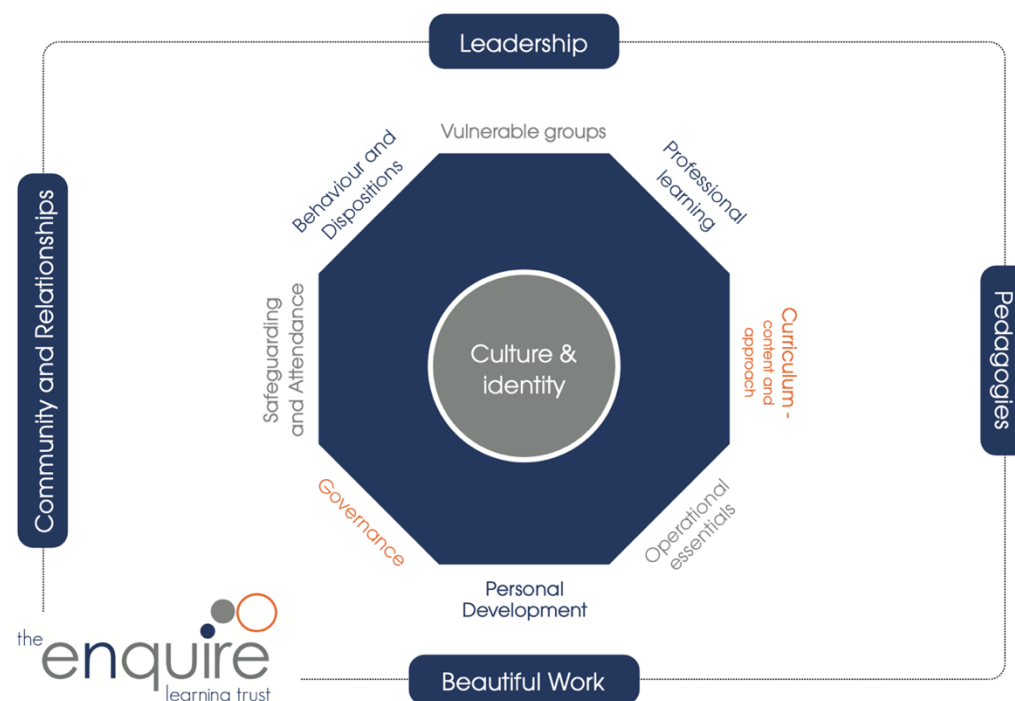 Leadership
Vulnerable groups
Behaviour and
Dispositions
Professional
learning
Community and Relationships
Safeguarding
and Attendance
Culture &
identity
Curriculum -
content and
approach
Pedagogies
Governance
Operational
essentials
Personal
Development
the
enquire
learning trust
Beautiful Work